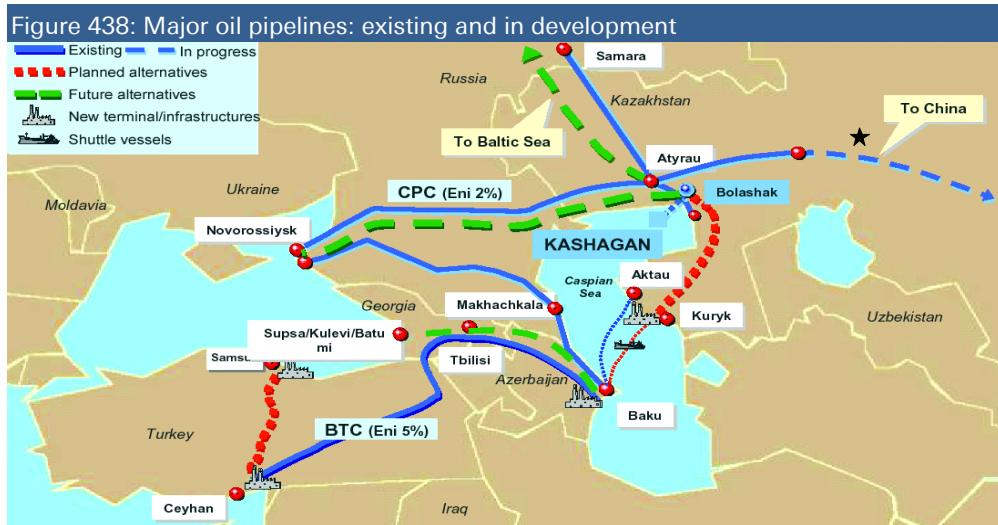 Figure 438: Major oil pipelines: existing and in development
Existing
In progress
Planned alternatives
Future alternatives
New terminal/infrastructures
Shuttle vessels
Samara
Russia
Kazakhstan
To China
To Baltic Sea
Atyrau
Ukraine
CPC (Eni 2%)
Bolashak
Moldavia
Novorossiysk
KASHAGAN
Aktau
Caspian
Sea
Georgia
Makhachkala
Kuryk
Uzbekistan
Supsa/Kulevi/Batu
mi
Samsu
Tbilisi
Azerbaijan
Baku
Turkey
BTC (Eni 5%)
Ceyhan
Iraq